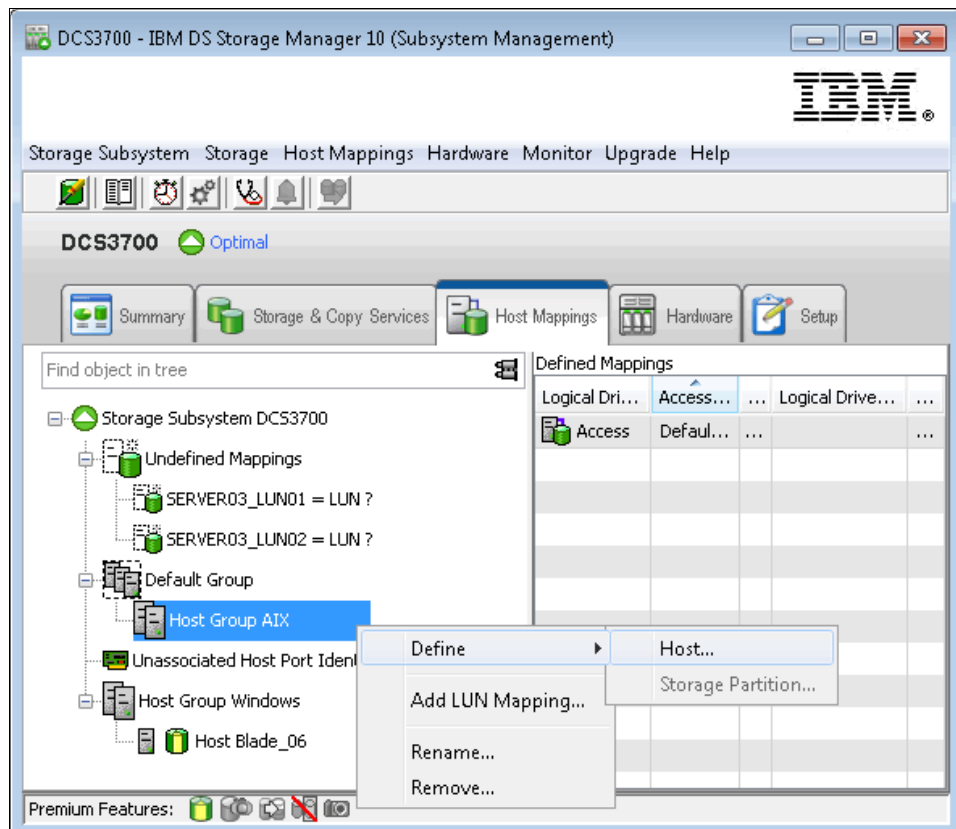 DCS3700 - IBM DS Storage Manager 10 (Subsystem Management)
IBM®
Storage Subsystem Storage Host Mappings Hardware Monitor Upgrade Help
DCS3700 Optimal
Summary Storage & Copy Services Host Mappings Hardware Setup
Find object in tree
Storage Subsystem DCS3700
Undefined Mappings
SERVER03_LUN01 = LUN ?
SERVER03_LUN02 = LUN ?
Default Group
Host Group AIX
Unassociated Host Port Iden
Host Group Windows
Host Blade_06
Defined Mappings
Logical Dri... Access... ... Logical Drive... ...
Access Defaul... ... ...
Define
Add LUN Mapping...
Rename...
Remove...
Host...
Storage Partition...
Premium Features: